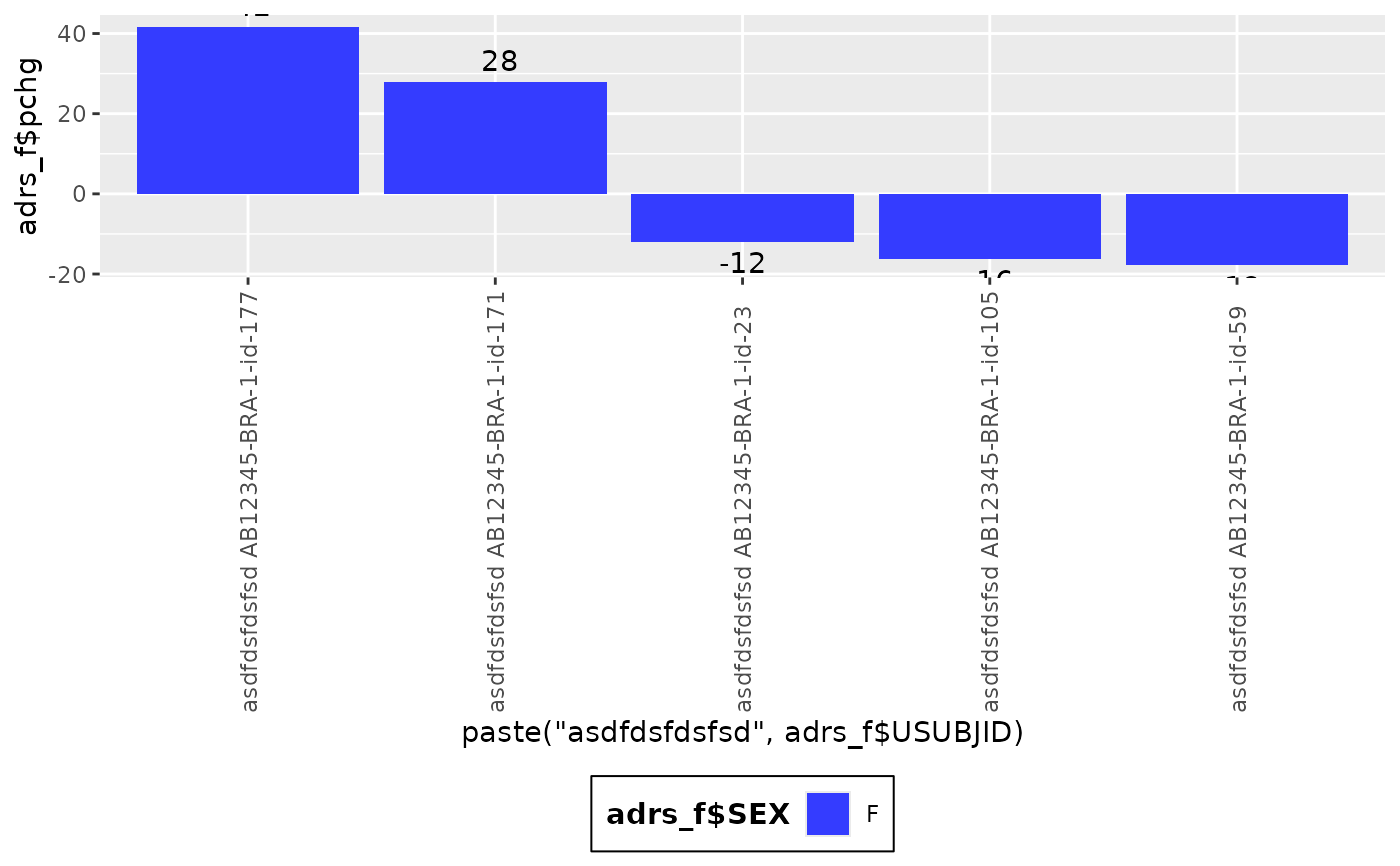 adrs_f$pchg
40
20
0
-20
28
-12
asdfdsfdsfsd AB12345-BRA-1-id-177
asdfdsfdsfsd AB12345-BRA-1-id-171
asdfdsfdsfsd AB12345-BRA-1-id-23
asdfdsfdsfsd AB12345-BRA-1-id-105
asdfdsfdsfsd AB12345-BRA-1-id-59
paste("asdfdsfdsfsd", adrs_f$USUBJID)
adrs_f$SEX F